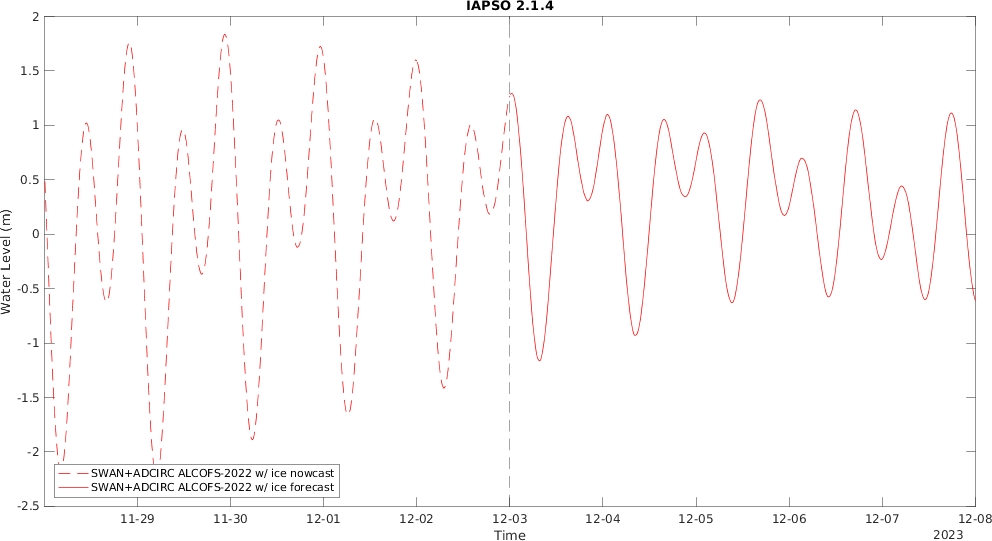 IAPSO 2.1.4
2
1.5
1
0.5
0
-0.5
-1
-1.5
-2
-2.5
Water Level (m)
SWAN+ADCIRC ALCOFS-2022 w/ ice nowcast
SWAN+ADCIRC ALCOFS-2022 w/ ice forecast
11-29 11-30 12-01 12-02 12-03 12-04 12-05 12-06 12-07 12-08
Time
2023